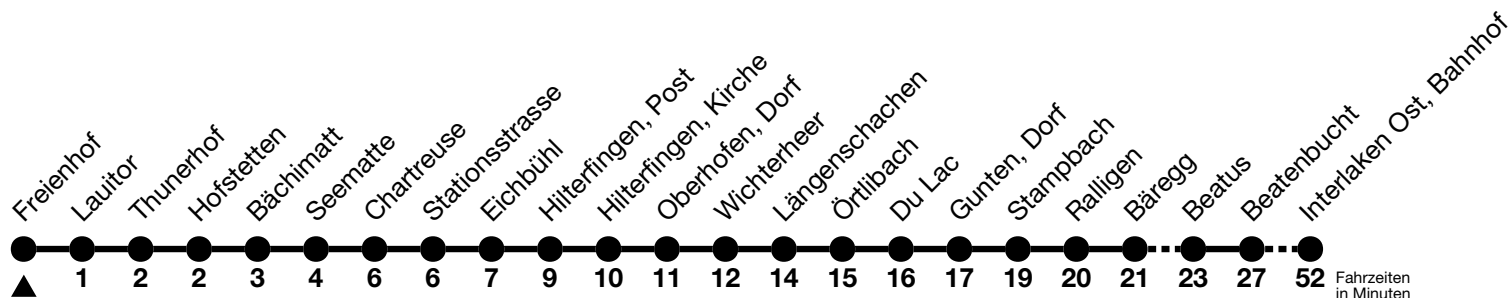 Freienhof
Lauitor
Thunerhof
Hofstetten
Bächimatt
Seematte
Chartreuse
Stationsstrasse
Eichbühl
Hilterfingen, Post
Hilterfingen, Kirche
Oberhofen, Dorf
Wichterheer
Längenschachen
Örtlibach
Du Lac
Gunten, Dorf
Stampbach
Ralligen
Bäregg
Beatus
Beatenbucht
Interlaken Ost, Bahnhof
1 2 2 3 4 6 6 7 9 10 11 12 14 15 16 17 19 20 21 23 27 52
Fahrzeiten
in Minuten